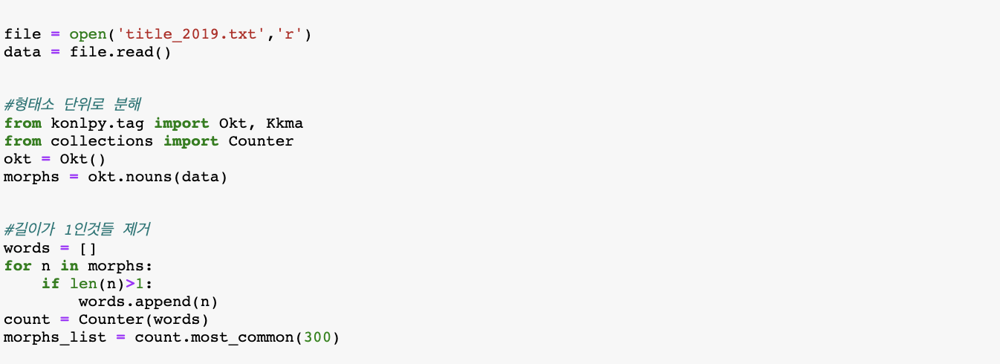 file = open('title_2019.txt','r')
data = file.read()
#형태소 단위로 분해
from konlpy.tag import Okt, Kkma
from collections import Counter
okt = Okt()
morphs = okt.nouns(data)
#길이가 1인것들 제거
words = []
for n in morphs:
    if len(n)>1:
        words.append(n)
count = Counter(words)
morphs_list = count.most_common(300)